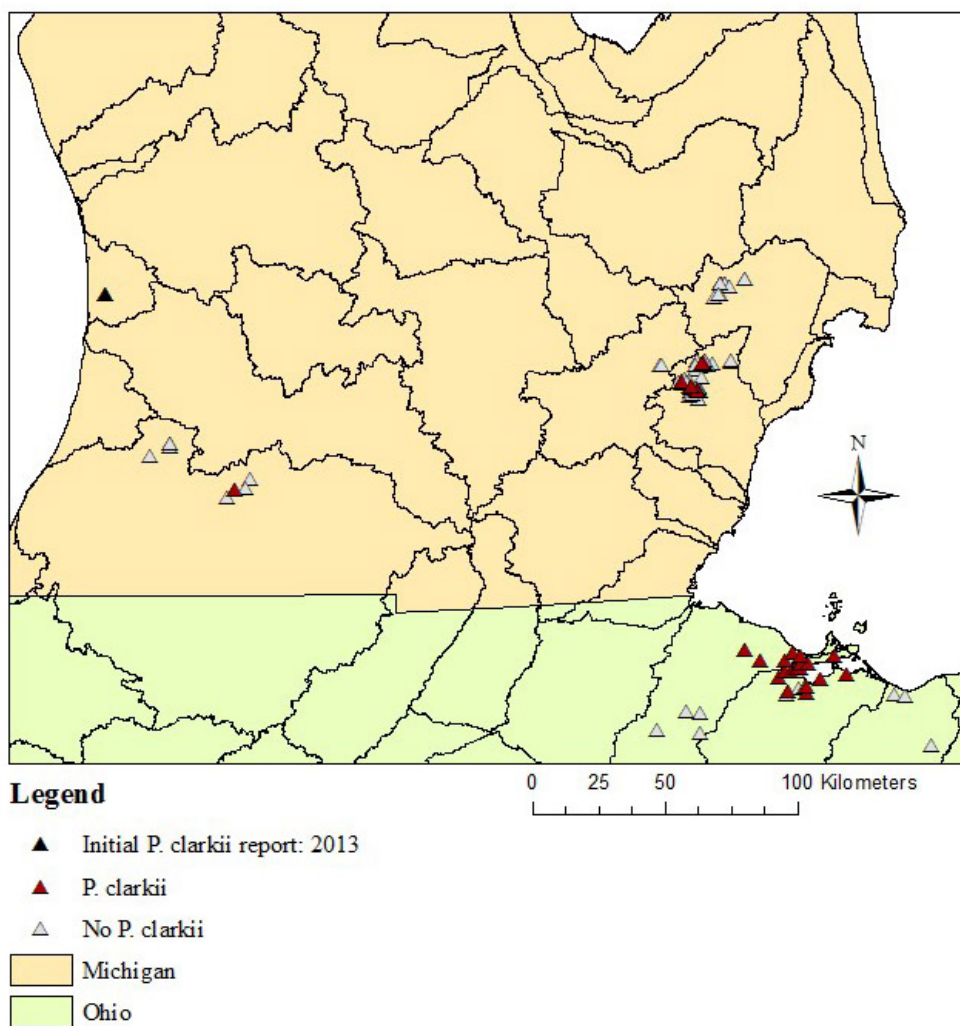 N
0 25 50 100 Kilometers
Legend
Initial P. clarkii report: 2013
P. clarkii
No P. clarkii
Michigan
Ohio